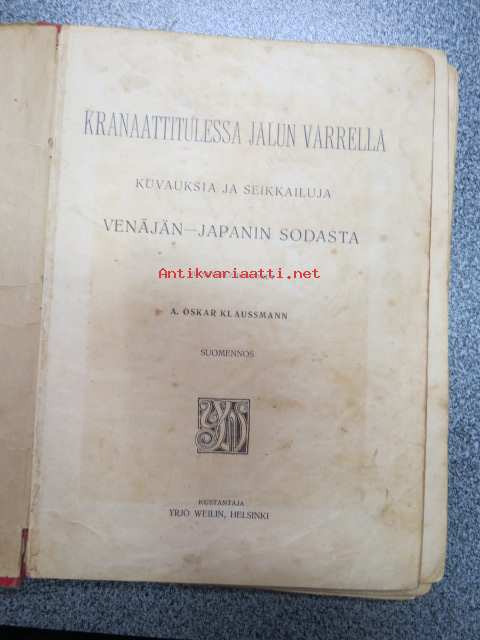 KRANAATTITULESSA JALUN VARRELLA
KUVAUKSIA JA SEIKKAILUJA
VENÄJÄN—JAPANIN SODASTA
Antikvariaatti.net
A. OSKAR KLAUSSMANN
SUOMENNOS
KUSTANTAJA
YRJÖ WEILIN, HELSINKI